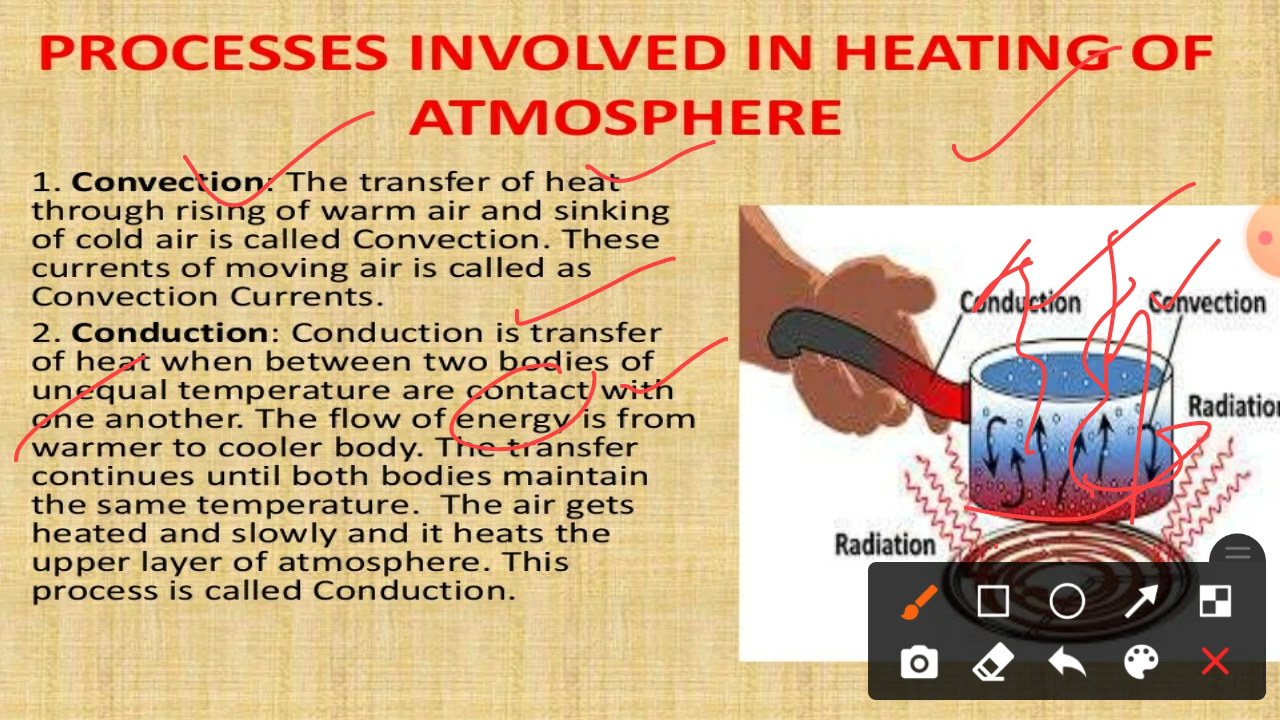 PROCESSES INVOLVED IN HEATING OF
ATMOSPHERE
1. Convection: The transfer of heat
through rising of warm air and sinking
of cold air is called Convection. These
currents of moving air is called as
Convection Currents.
2. Conduction: Conduction is transfer
of heat when between two bodies of
unequal temperature are contact with
one another. The flow of energy is from
warmer to cooler body. The transfer
continues until both bodies maintain
the same temperature. The air gets
heated and slowly and it heats the
upper layer of atmosphere. This
process is called Conduction.
Conduction
Convection
Radiation
Radiation